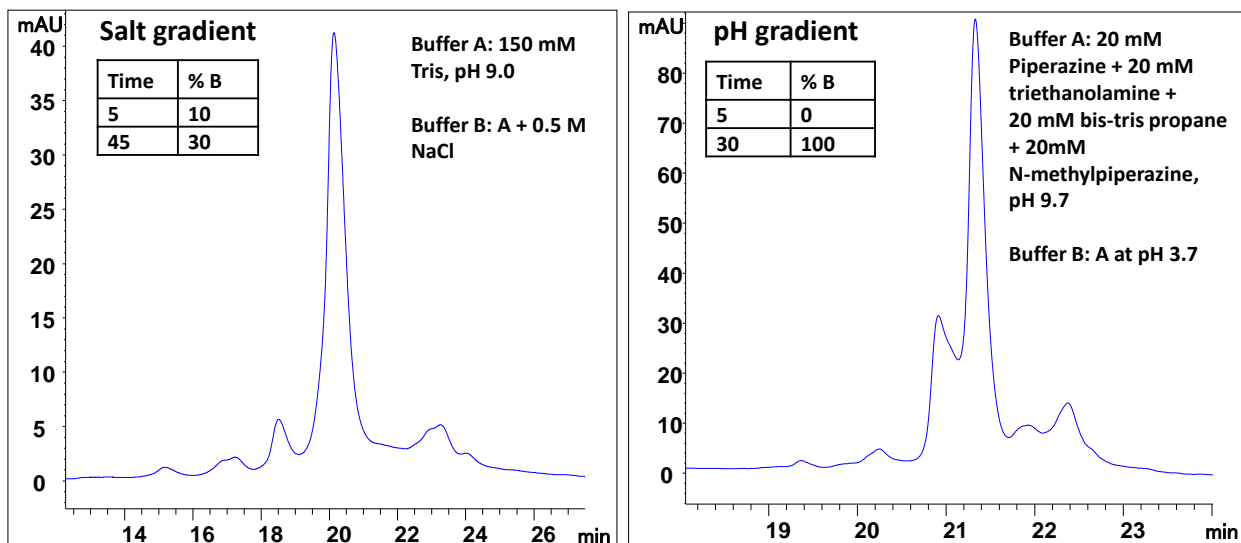 mAU
Salt gradient
Time % B
5 10
45 30
Buffer A: 150 mM
Tris, pH 9.0
Buffer B: A + 0.5 M
NaCl
40
35
30
25
20
15
10
5
0
14 16 18 20 22 24 26 min
mAU
pH gradient
Time % B
5 0
30 100
Buffer A: 20 mM
Piperazine + 20 mM
triethanolamine +
20 mM bis-tris propane
+ 20mM
N-methylpiperazine,
pH 9.7
Buffer B: A at pH 3.7
80
70
60
50
40
30
20
10
0
19 20 21 22 23 min